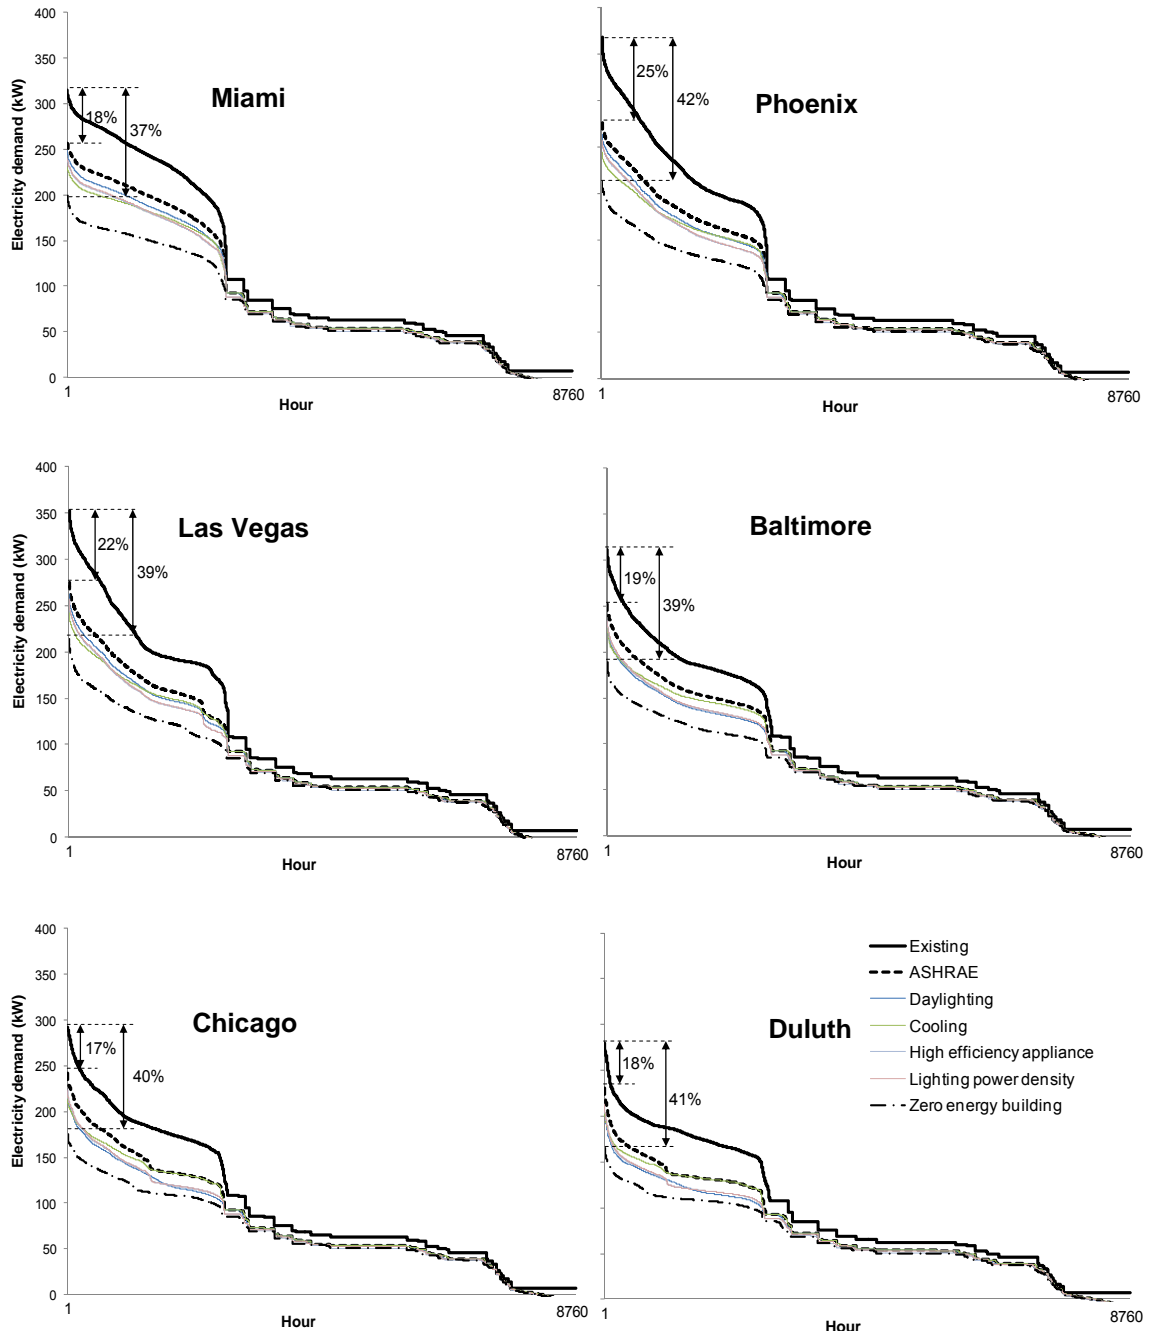 400
350
300
250
200
150
100
50
0
Electricity demand (kW)
Miami
18%
37%
1
8760
Hour
Phoenix
25%
42%
1
8760
Hour
400
350
300
250
200
150
100
50
0
Electricity demand (kW)
Las Vegas
22%
39%
1
8760
Hour
Baltimore
19%
39%
1
8760
Hour
400
350
300
250
200
150
100
50
0
Electricity demand (kW)
Chicago
17%
40%
1
8760
Hour
Duluth
18%
41%
1
8760
Hour
Existing
ASHRAE
Daylighting
Cooling
High efficiency appliance
Lighting power density
Zero energy building